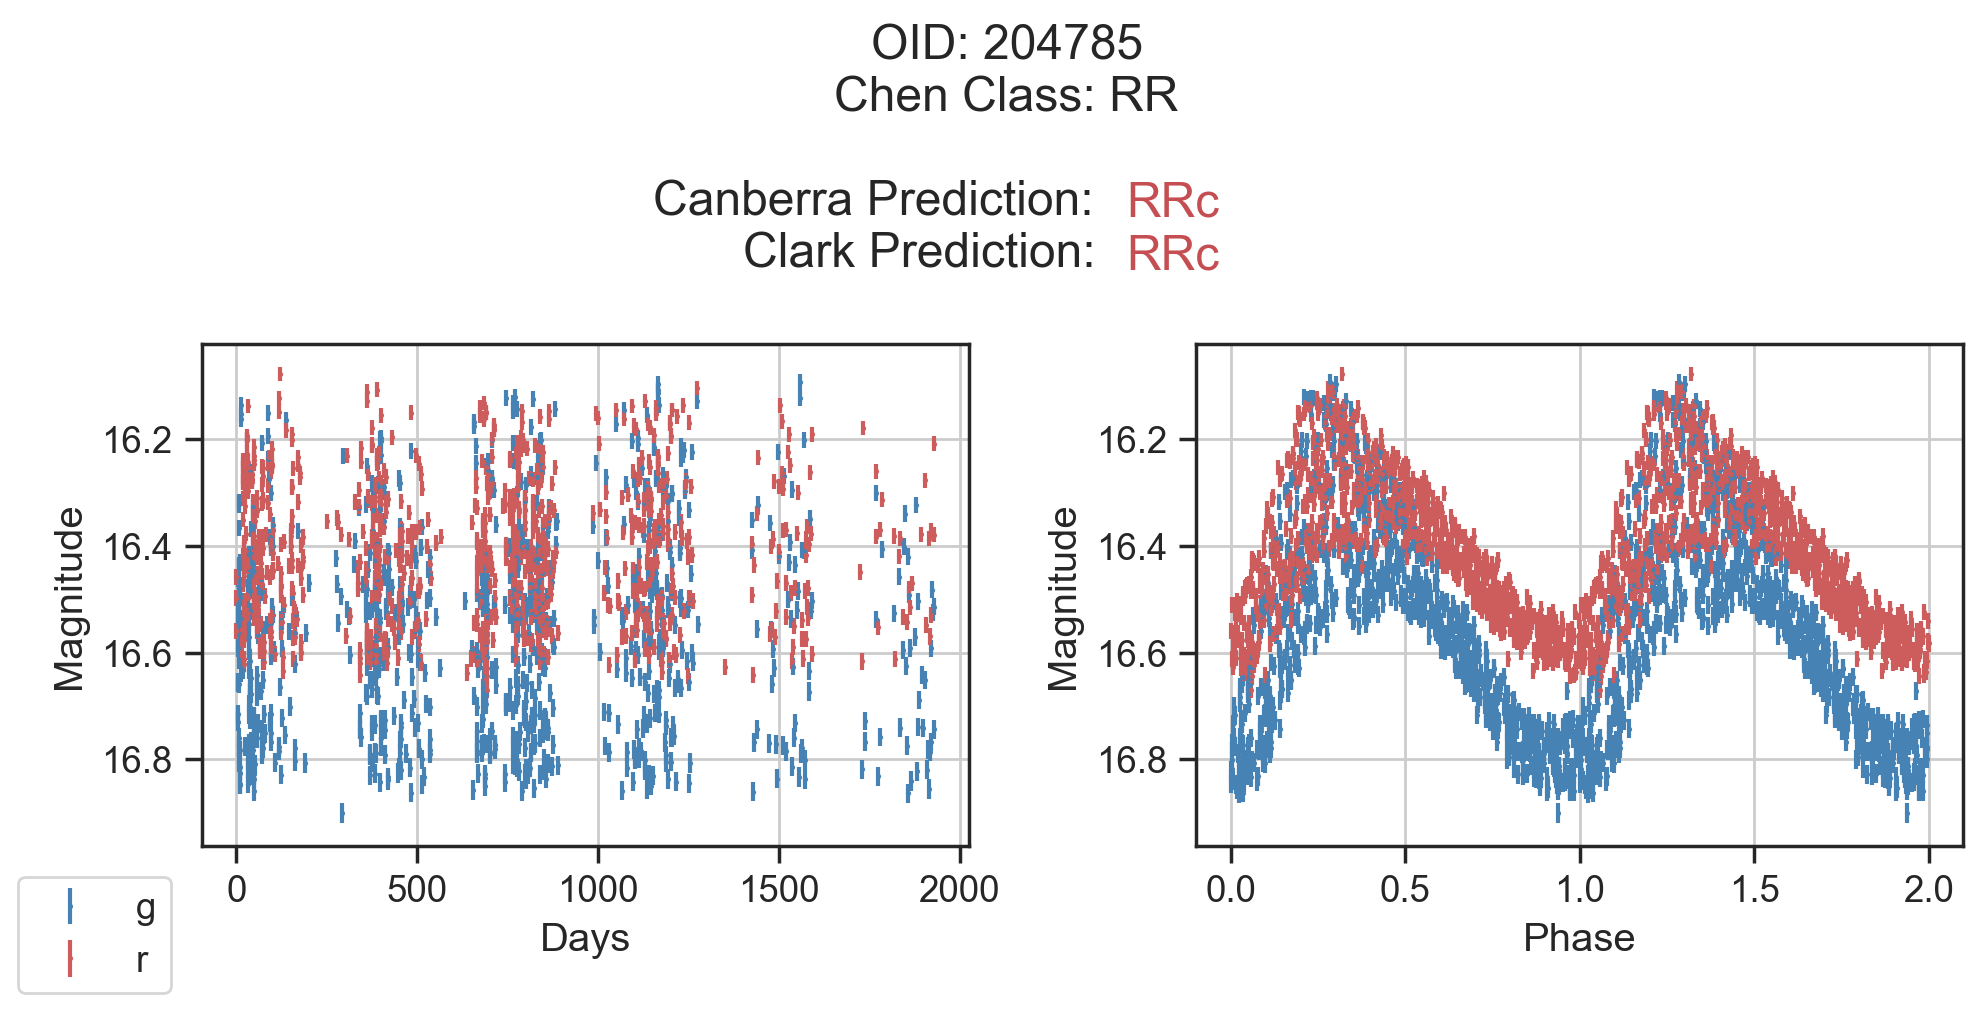 OID: 204785
Chen Class: RR
Canberra Prediction: RRc
Clark Prediction: RRc
Magnitude
16.2
16.4
16.6
16.8
0 500 1000 1500 2000
Days
Magnitude
16.2
16.4
16.6
16.8
0.0 0.5 1.0 1.5 2.0
Phase
g
r